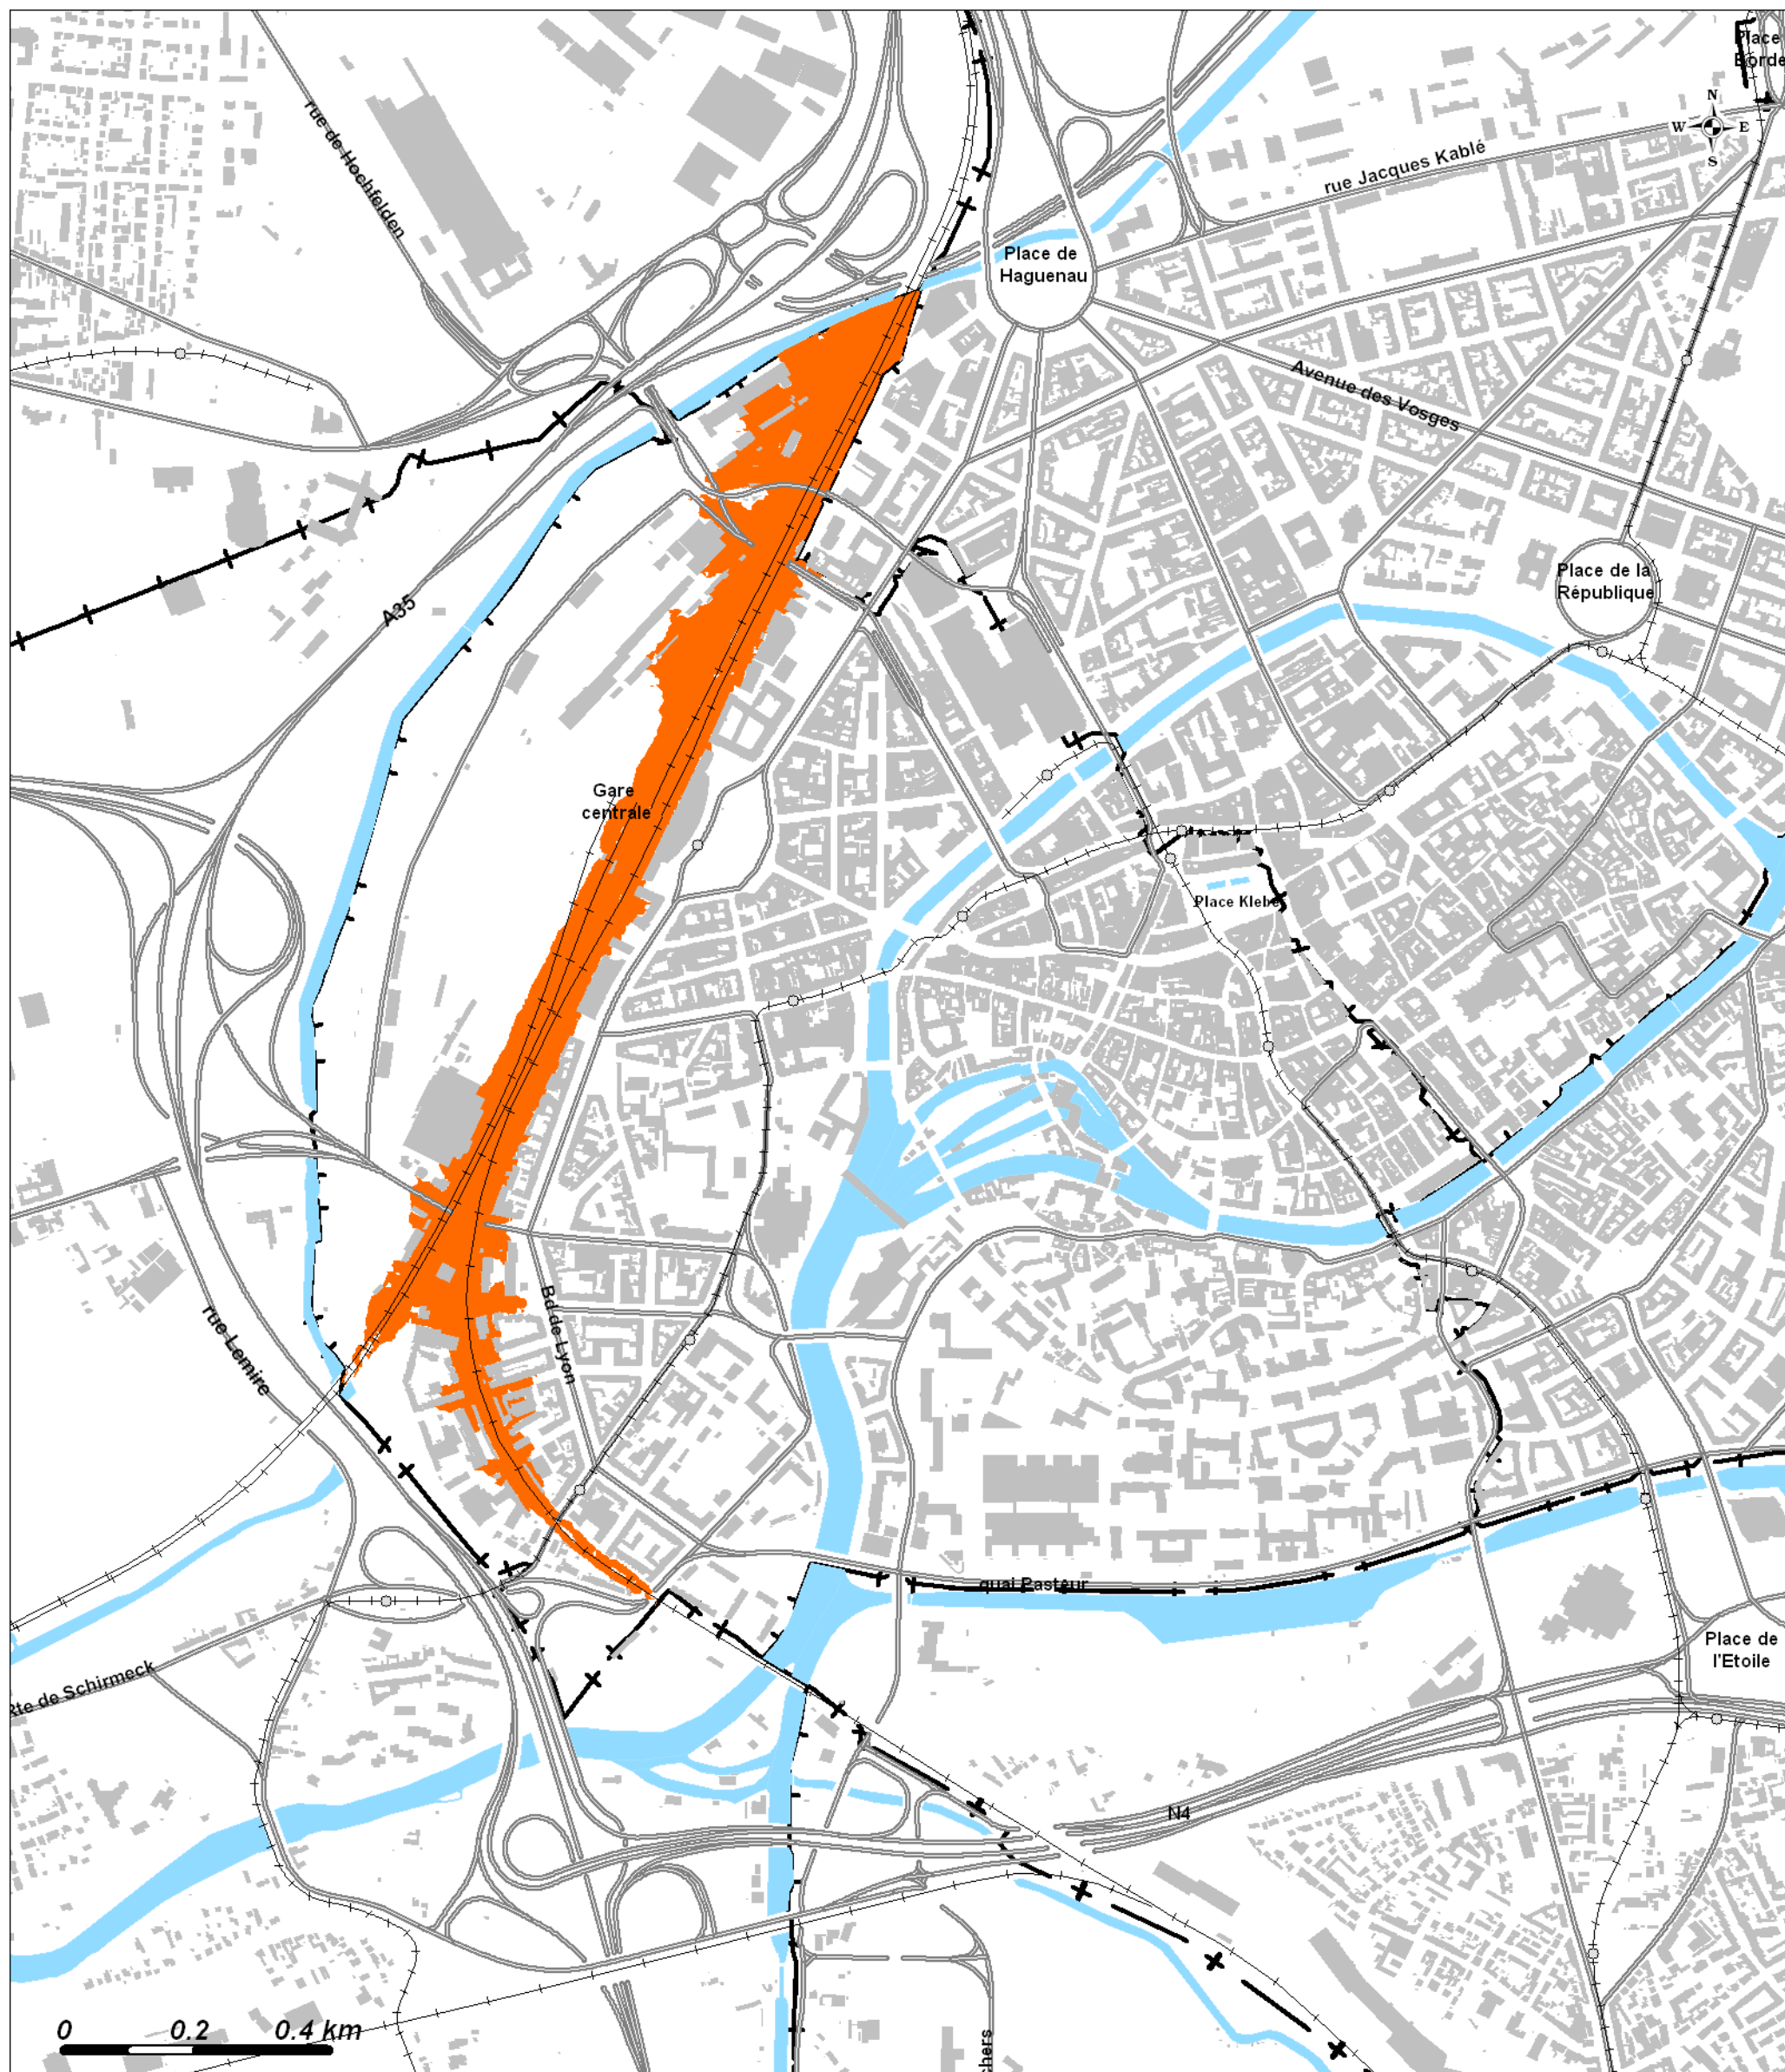 Place
Borde
N
W E
S
rue de Hochfelden
rue Jacques Kablé
Place de
Haguenau
Avenue des Vosges
Place de la
République
A35
Gare
centrale
Place Klebe
Bd de Lyon
rue Lemire
quai Pasteur
Place de
l'Etoile
Rte de Schirmeck
N4
0 0.2 0.4 km
chers